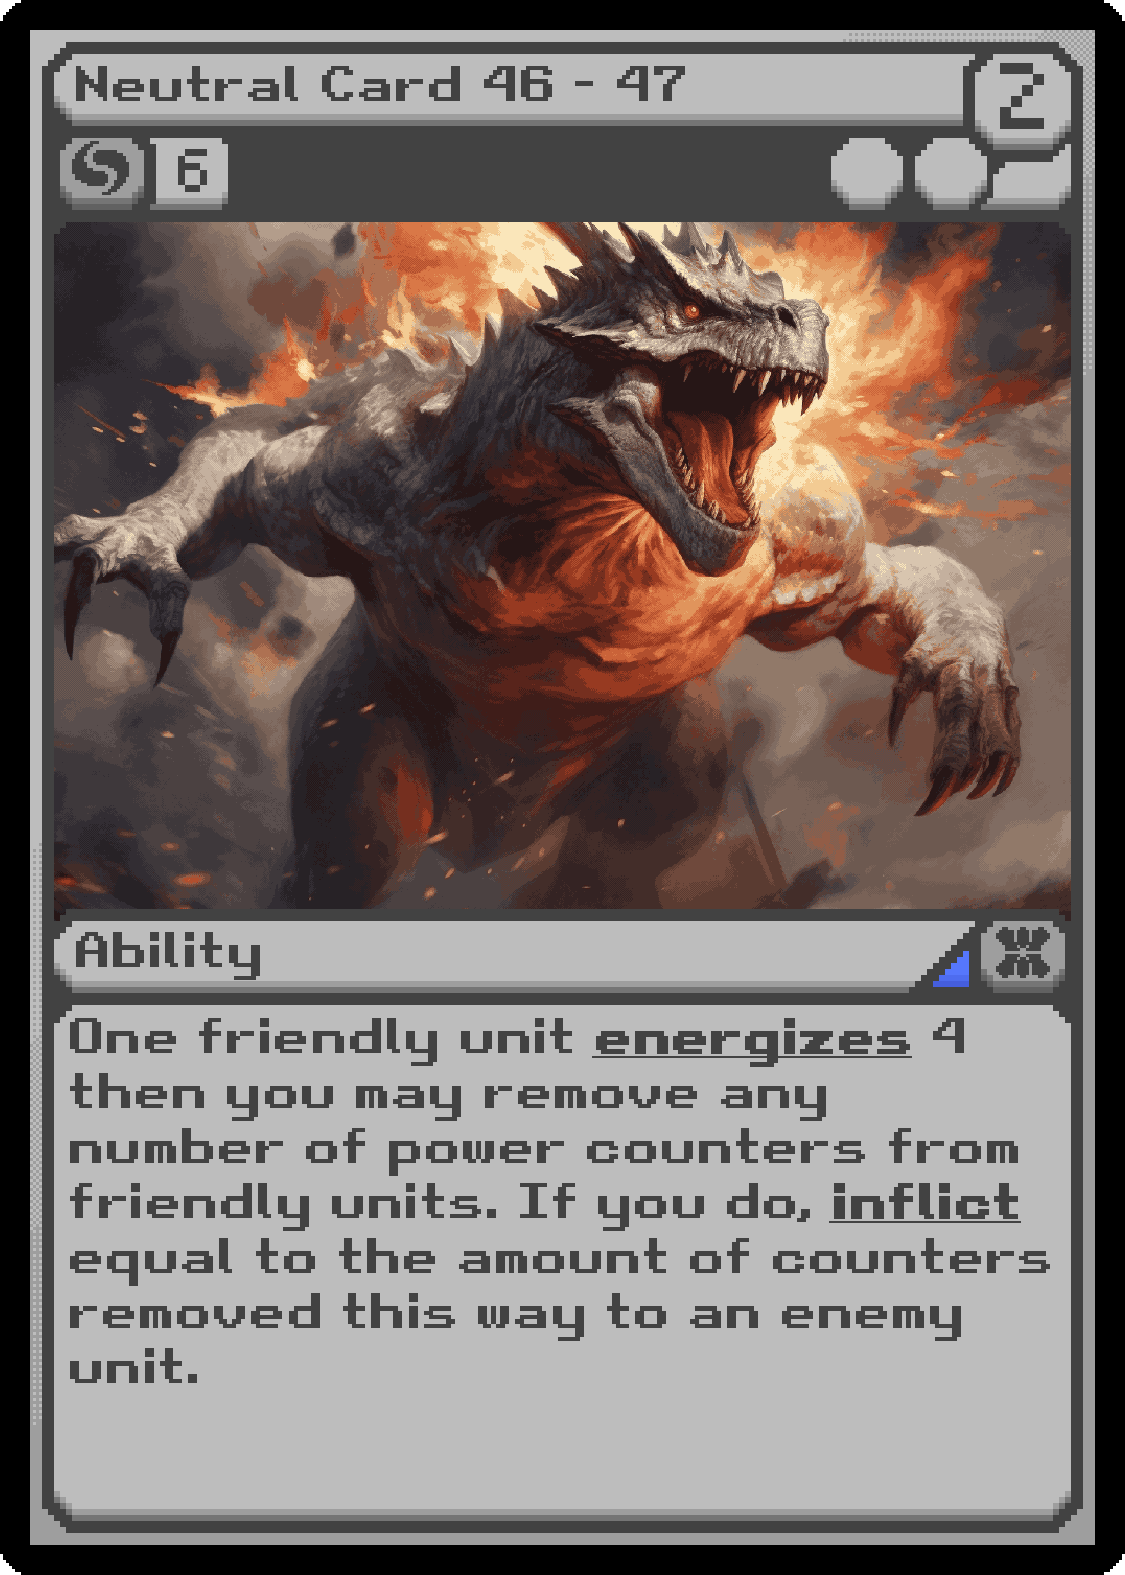 Neutral Card 46 - 47
2
6
Ability
One friendly unit energizes 4
then you may remove any
number of power counters from
friendly units. If you do, inflict
equal to the amount of counters
removed this way to an enemy
unit.